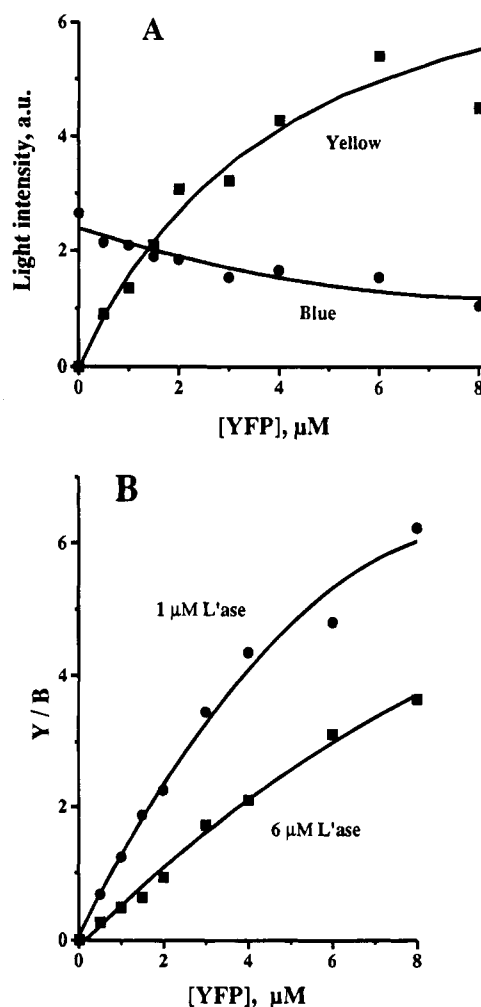 A
Light intensity, a.u.
6
4
2
0
Yellow
Blue
0 2 4 6 8
[YFP], μM
B
Y / B
6
4
2
0
1 μM L'ase
6 μM L'ase
0 2 4 6 8
[YFP], μM